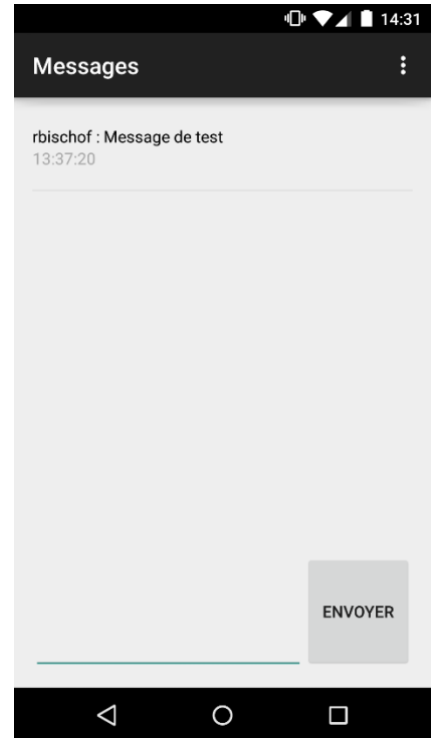 14:31
Messages
rbischof : Message de test
13:37:20
ENVOYER